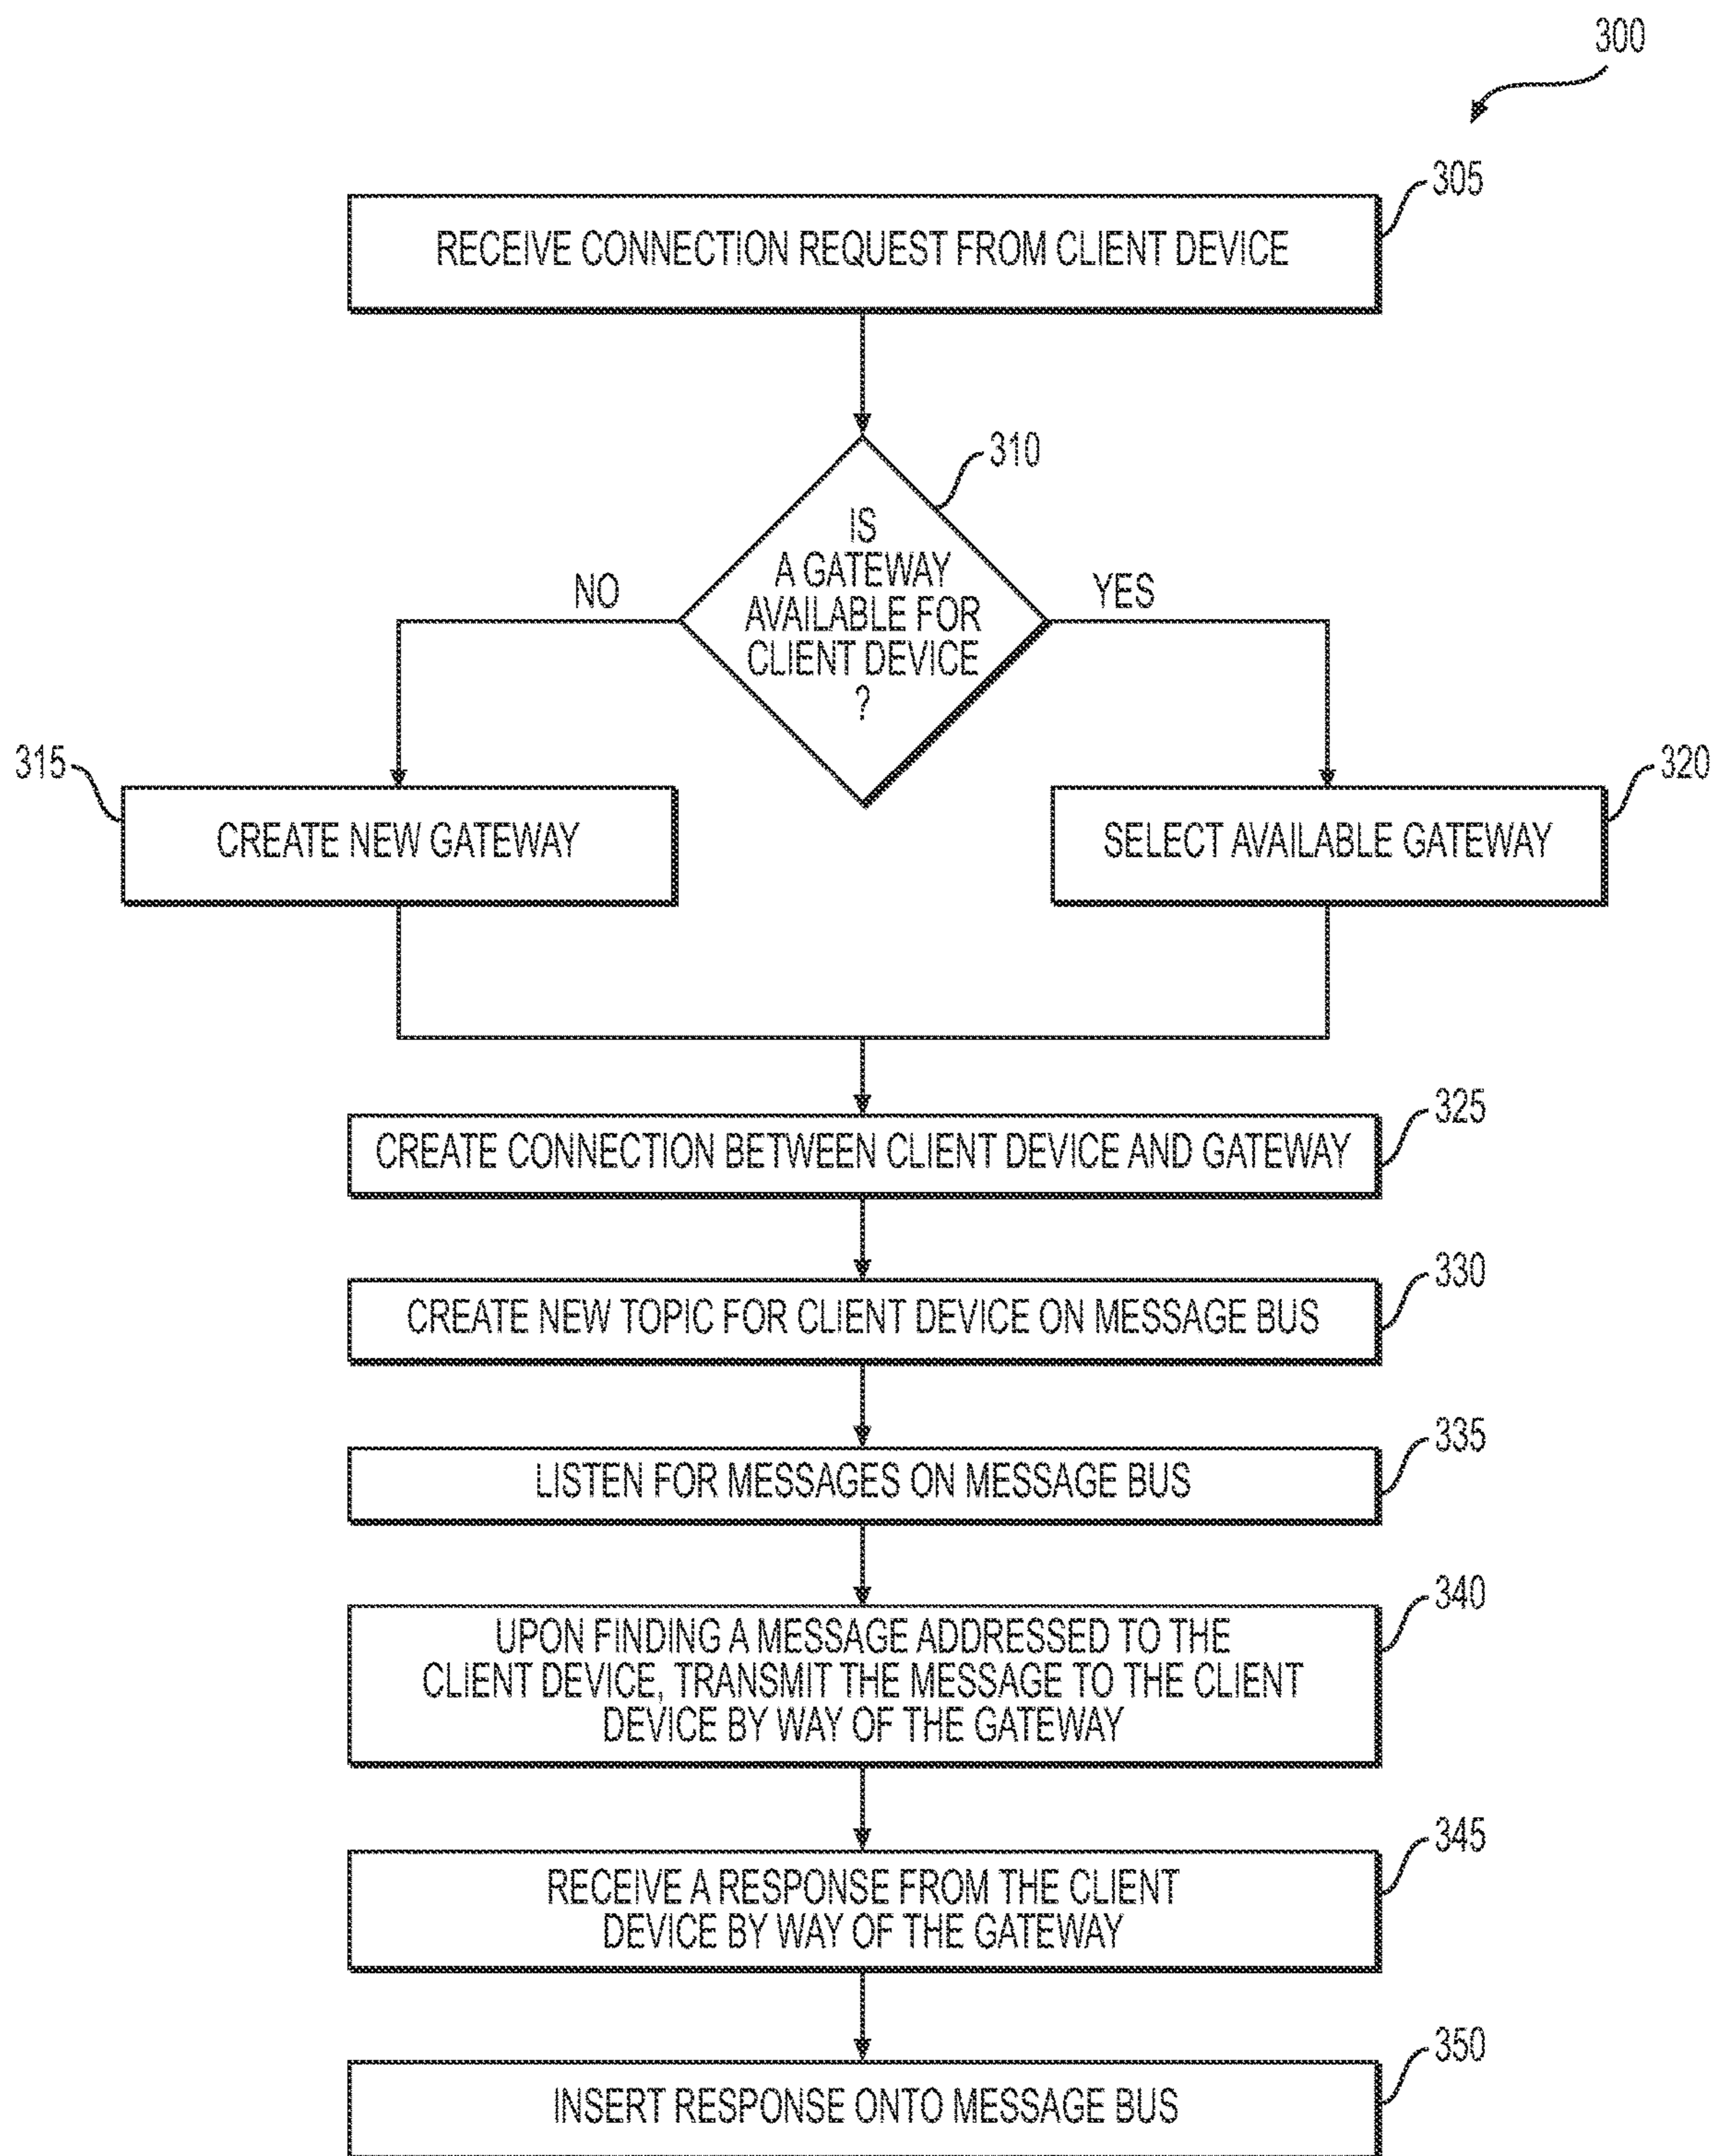 300
305
RECEIVE CONNECTION REQUEST FROM CLIENT DEVICE
310
IS
A GATEWAY
AVAILABLE FOR
CLIENT DEVICE
?
NO
YES
315
320
CREATE NEW GATEWAY
SELECT AVAILABLE GATEWAY
325
CREATE CONNECTION BETWEEN CLIENT DEVICE AND GATEWAY
330
CREATE NEW TOPIC FOR CLIENT DEVICE ON MESSAGE BUS
335
LISTEN FOR MESSAGES ON MESSAGE BUS
340
UPON FINDING A MESSAGE ADDRESSED TO THE
CLIENT DEVICE, TRANSMIT THE MESSAGE TO THE CLIENT
DEVICE BY WAY OF THE GATEWAY
345
RECEIVE A RESPONSE FROM THE CLIENT
DEVICE BY WAY OF THE GATEWAY
350
INSERT RESPONSE ONTO MESSAGE BUS